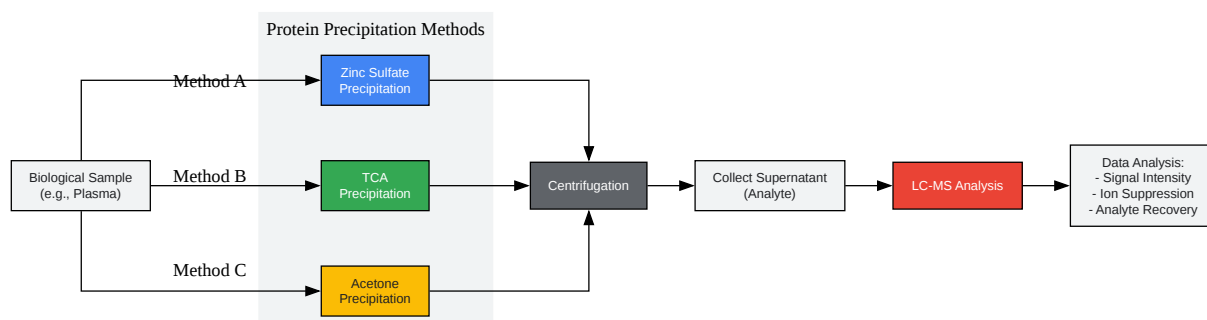 Protein Precipitation Methods
Method A
Zinc Sulfate
Precipitation
Biological Sample
(e.g., Plasma)
Method B
TCA
Precipitation
Centrifugation
Collect Supernatant
(Analyte)
LC-MS Analysis
Data Analysis:
- Signal Intensity
- Ion Suppression
- Analyte Recovery
Method C
Acetone
Precipitation